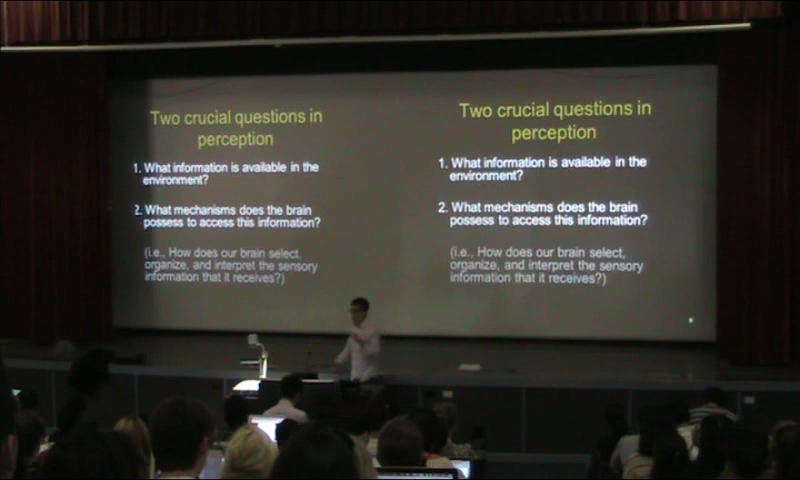 Two crucial questions in
perception
1. What information is available in the
environment?
2. What mechanisms does the brain
possess to access this information?
(i.e., How does our brain select,
organize, and interpret the sensory
information that it receives?)
Two crucial questions in
perception
1. What information is available in the
environment?
2. What mechanisms does the brain
possess to access this information?
(i.e., How does our brain select,
organize, and interpret the sensory
information that it receives?)